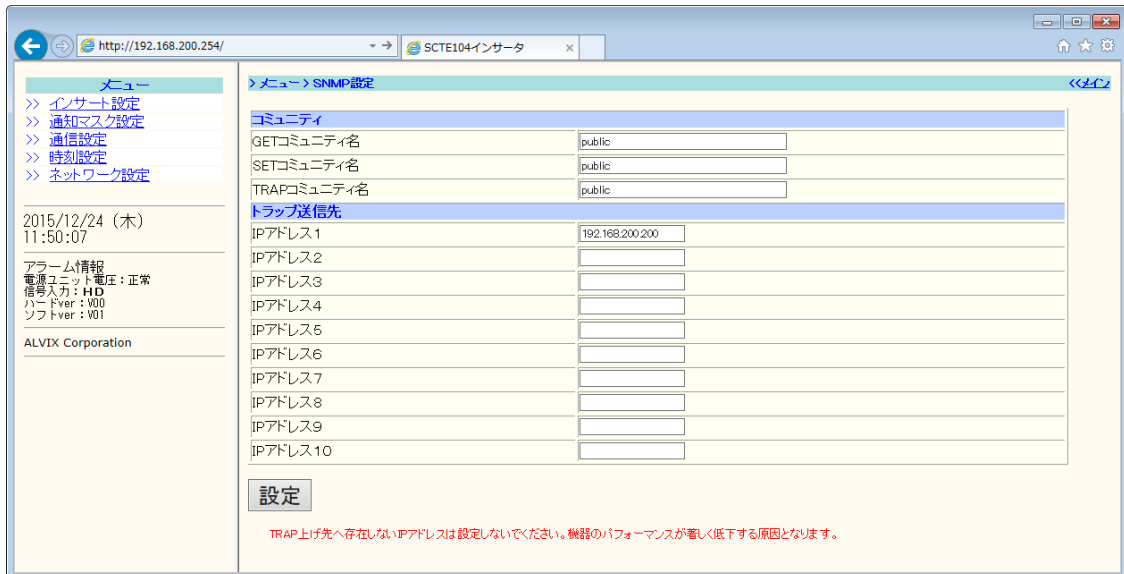 http://192.168.200.254/
SCTE104インサータ
メニュー
>> インサート設定
>> 通知マスク設定
>> 通信設定
>> 時刻設定
>> ネットワーク設定
2015/12/24 (木)
11:50:07
アラーム情報
電源ユニット電圧：正常
信号入力：HD
ハードver：V00
ソフトver：V01
ALVIX Corporation
> メニュー > SNMP設定
<<メイン
コミュニティ
GETコミュニティ名 public
SETコミュニティ名 public
TRAPコミュニティ名 public
トラップ送信先
IPアドレス1 192.168.200.200
IPアドレス2
IPアドレス3
IPアドレス4
IPアドレス5
IPアドレス6
IPアドレス7
IPアドレス8
IPアドレス9
IPアドレス10
設定
TRAP上げ先へ存在しないIPアドレスは設定しないでください。機器のパフォーマンスが著しく低下する原因となります。